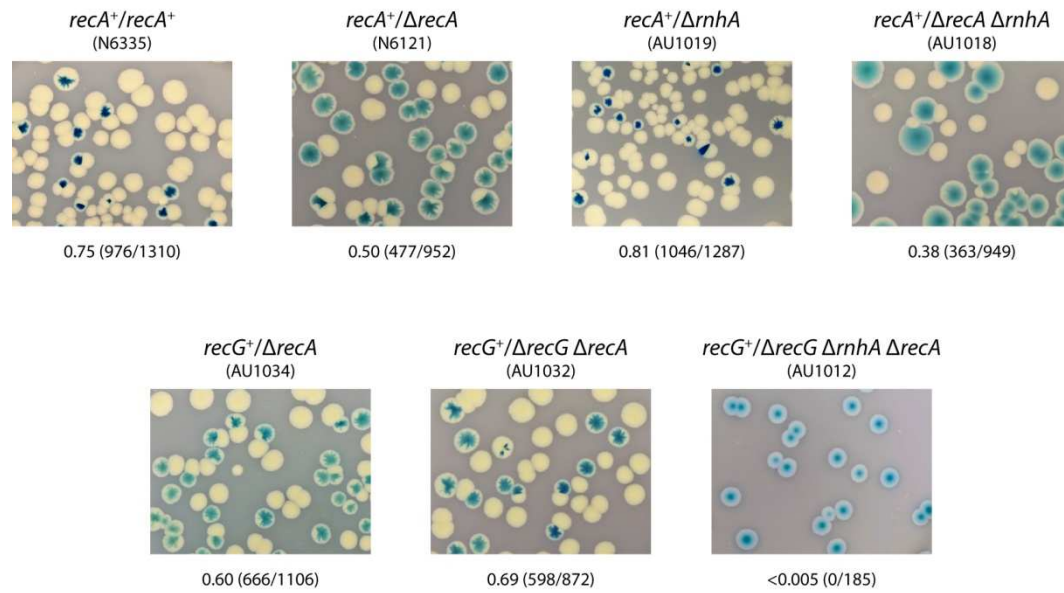 recA⁺/recA⁺
(N6335)
recA⁺/ΔrecA
(N6121)
recA⁺/ΔrnhA
(AU1019)
recA⁺/ΔrecA ΔrnhA
(AU1018)
0.75 (976/1310)
0.50 (477/952)
0.81 (1046/1287)
0.38 (363/949)
recG⁺/ΔrecA
(AU1034)
recG⁺/ΔrecG ΔrecA
(AU1032)
recG⁺/ΔrecG ΔrnhA ΔrecA
(AU1012)
0.60 (666/1106)
0.69 (598/872)
<0.005 (0/185)